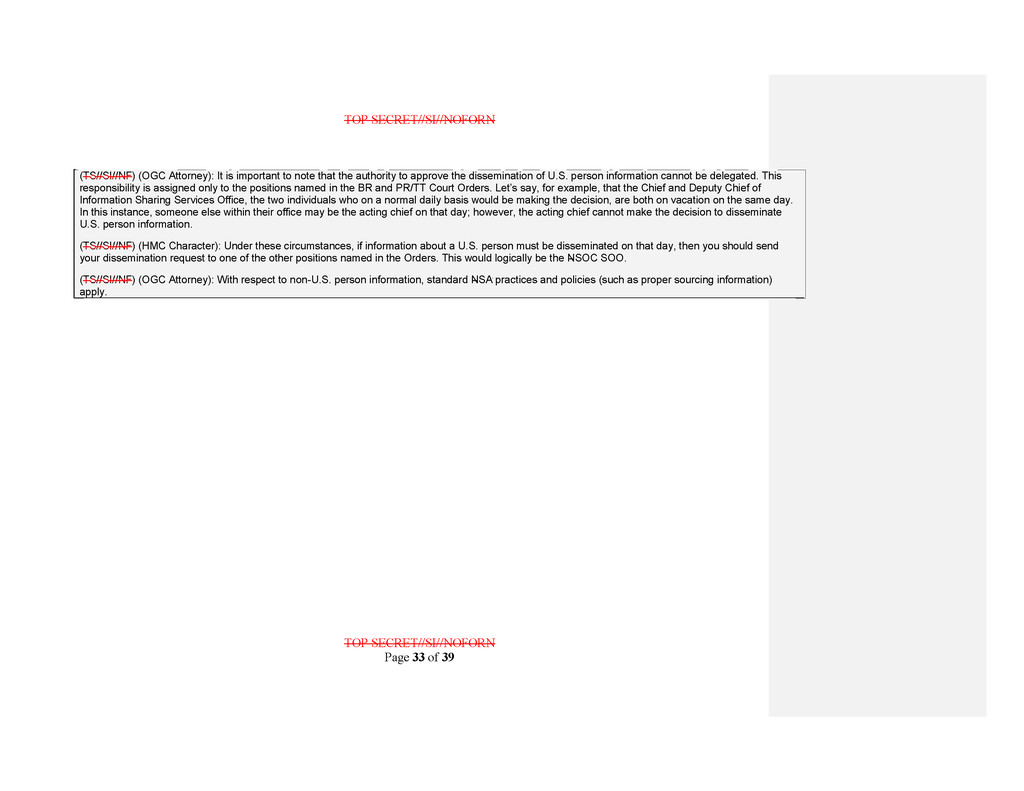 TOP SECRET//SI//NOFORN
(TS//SI//NF) (OGC Attorney): It is important to note that the authority to approve the dissemination of U.S. person information cannot be delegated. This
responsibility is assigned only to the positions named in the BR and PR/TT Court Orders. Let's say, for example, that the Chief and Deputy Chief of
Information Sharing Services Office, the two individuals who on a normal daily basis would be making the decision, are both on vacation on the same day.
In this instance, someone else within their office may be the acting chief on that day; however, the acting chief cannot make the decision to disseminate
U.S. person information.
(TS//SI//NF) (HMC Character): Under these circumstances, if information about a U.S. person must be disseminated on that day, then you should send
your dissemination request to one of the other positions named in the Orders. This would logically be the NSOC SOO.
(TS//SI//NF) (OGC Attorney): With respect to non-U.S. person information, standard NSA practices and policies (such as proper sourcing information)
apply.
TOP SECRET//SI//NOFORN
Page 33 of 39